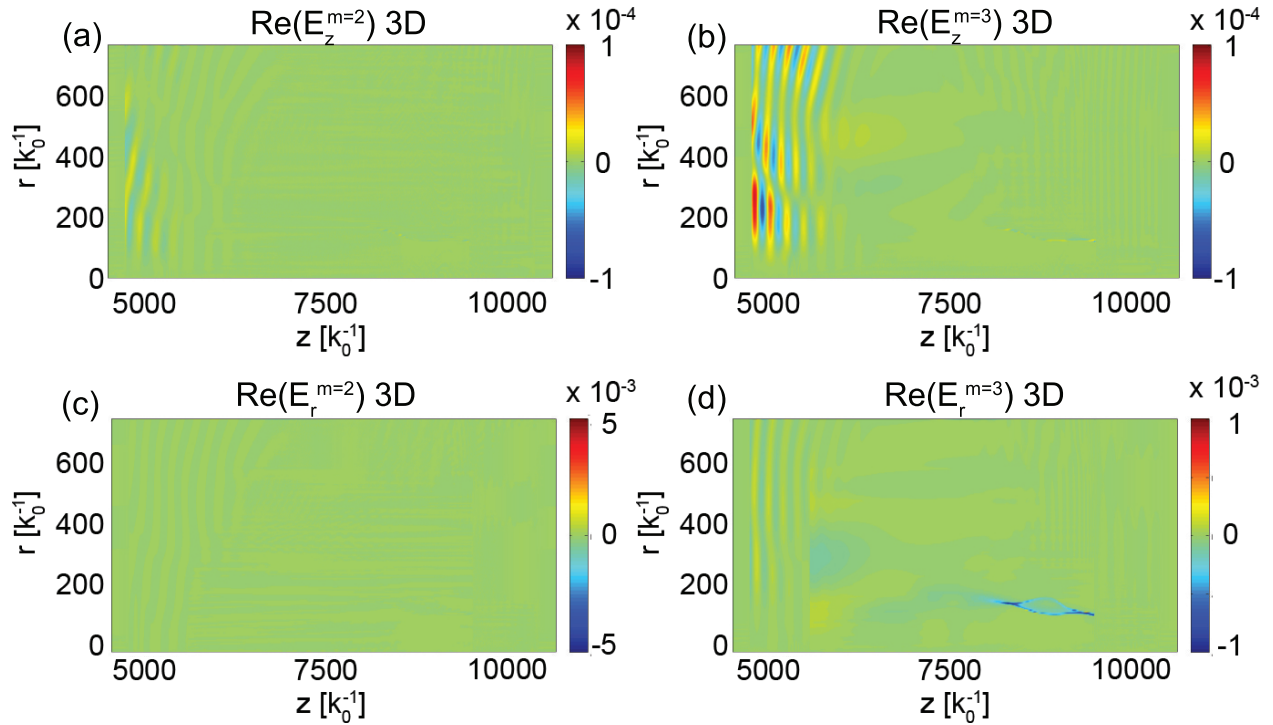 (a) Re(E_z^{m=2}) 3D x 10^{-4}
1
600
400
200
0
r [k_0^{-1}]
5000 7500 10000
z [k_0^{-1}]
0
-1
(b) Re(E_z^{m=3}) 3D x 10^{-4}
1
600
400
200
0
r [k_0^{-1}]
5000 7500 10000
z [k_0^{-1}]
0
-1
(c) Re(E_r^{m=2}) 3D x 10^{-3}
5
600
400
200
0
r [k_0^{-1}]
5000 7500 10000
z [k_0^{-1}]
0
-5
(d) Re(E_r^{m=3}) 3D x 10^{-3}
1
600
400
200
0
r [k_0^{-1}]
5000 7500 10000
z [k_0^{-1}]
0
-1